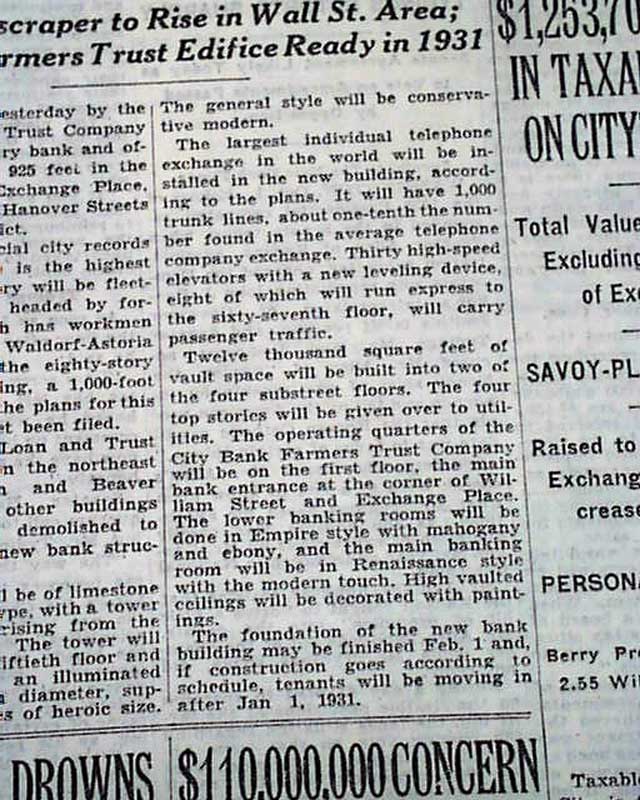 scraper to Rise in Wall St. Area;
rmers Trust Edifice Ready in 1931
esterday by the
Trust Company
ry bank and of-
925 feet in the
Exchange Place,
Hanover Streets
ict.
cial city records
is the highest
ry will be fleet-
headed by for-
h has workmen
Waldorf-Astoria
the eighty-story
ing, a 1,000-foot
he plans for this
et been filed.
Loan and Trust
n the northeast
and Beaver
other buildings
demolished to
new bank struc-
l be of limestone
ype, with a tower
rising from the
The tower will
iftieth floor and
an illuminated
diameter, sup-
s of heroic size.
The general style will be conserva-
tive modern.
The largest individual telephone
exchange in the world will be in-
stalled in the new building, accord-
ing to the plans. It will have 1,000
trunk lines, about one-tenth the num-
ber found in the average telephone
company exchange. Thirty high-speed
elevators with a new leveling device,
eight of which will run express to
the sixty-seventh floor, will carry
passenger traffic.
Twelve thousand square feet of
vault space will be built into two of
the four substreet floors. The four
top stories will be given over to util-
ities. The operating quarters of the
City Bank Farmers Trust Company
will be on the first floor, the main
bank entrance at the corner of Wil-
liam Street and Exchange Place.
The lower banking rooms will be
done in Empire style with mahogany
and ebony, and the main banking
room will be in Renaissance style
with the modern touch. High vaulted
ceilings will be decorated with paint-
ings.
The foundation of the new bank
building may be finished Feb. 1 and,
if construction goes according to
schedule, tenants will be moving in
after Jan 1, 1931.
DROWNS
$110,000,000 CONCERN
$1,253,70
IN TAXA
ON CITY
Total Value
Excluding
of Exe
SAVOY-PL
Raised to
Exchang
crease
PERSONA
Berry Pr
2.55 Wil
Taxable